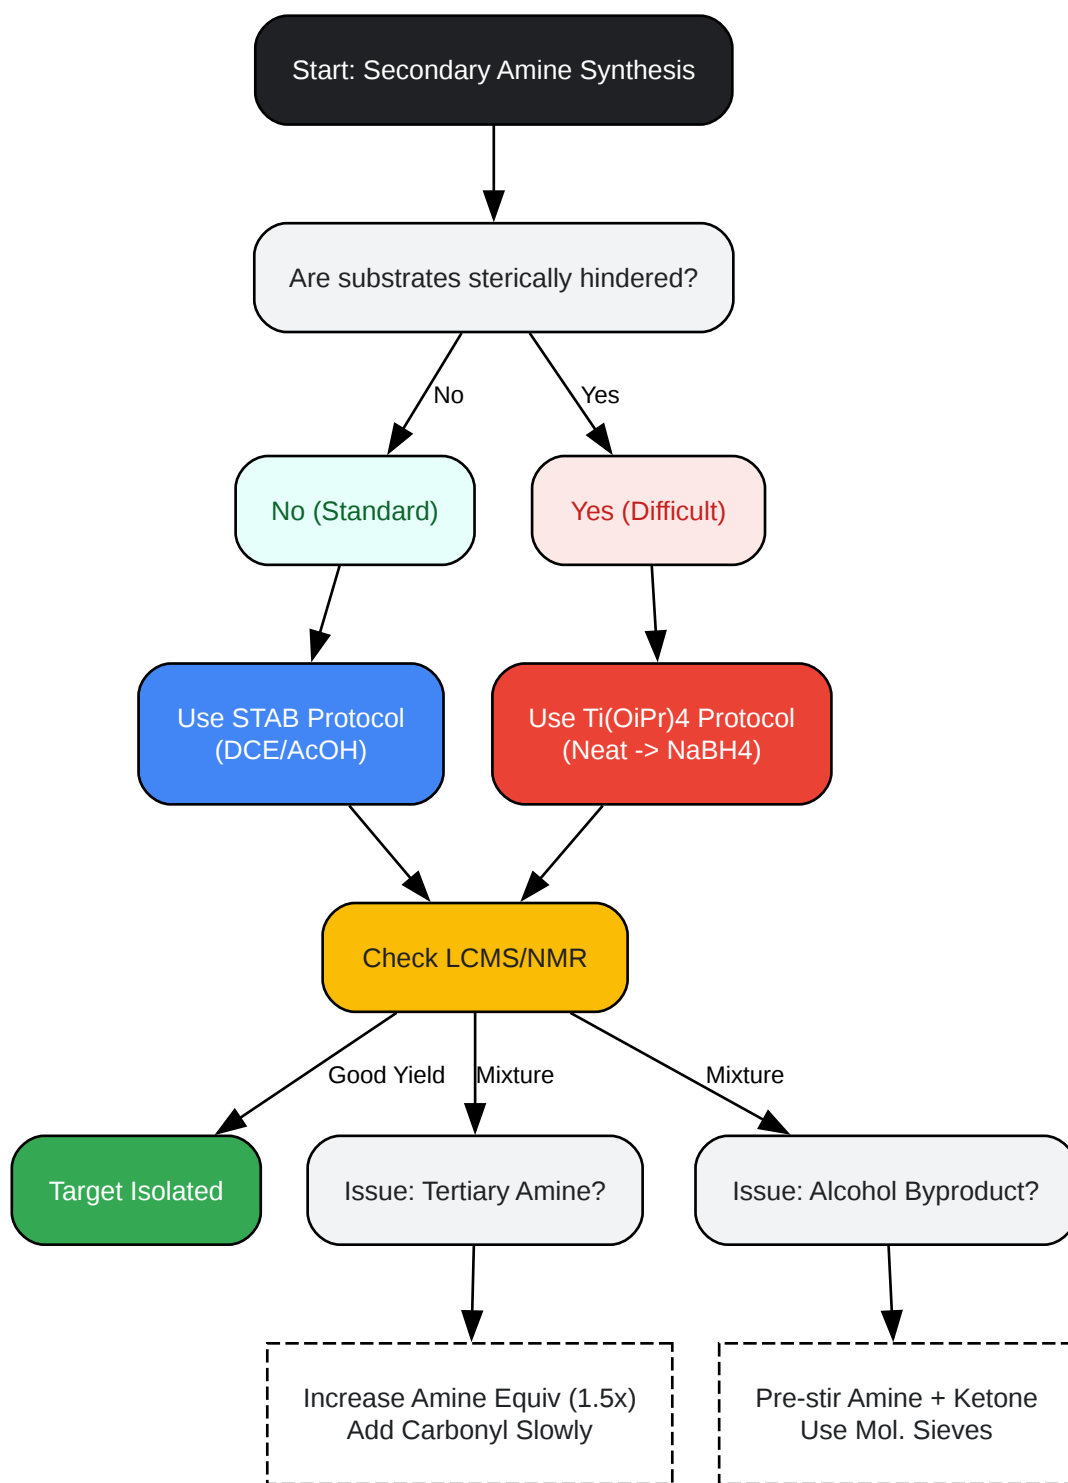 Start: Secondary Amine Synthesis
Are substrates sterically hindered?
No
Yes
No (Standard)
Yes (Difficult)
Use STAB Protocol
(DCE/AcOH)
Use Ti(OiPr)4 Protocol
(Neat -> NaBH4)
Check LCMS/NMR
Good Yield
Mixture
Mixture
Target Isolated
Issue: Tertiary Amine?
Issue: Alcohol Byproduct?
Increase Amine Equiv (1.5x)
Add Carbonyl Slowly
Pre-stir Amine + Ketone
Use Mol. Sieves